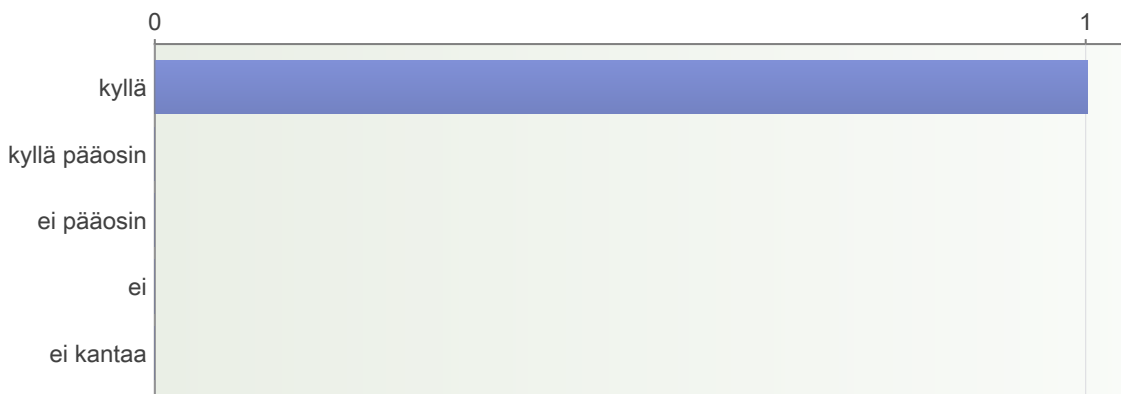 0 1
kyllä
kyllä pääosin
ei pääosin
ei
ei kantaa